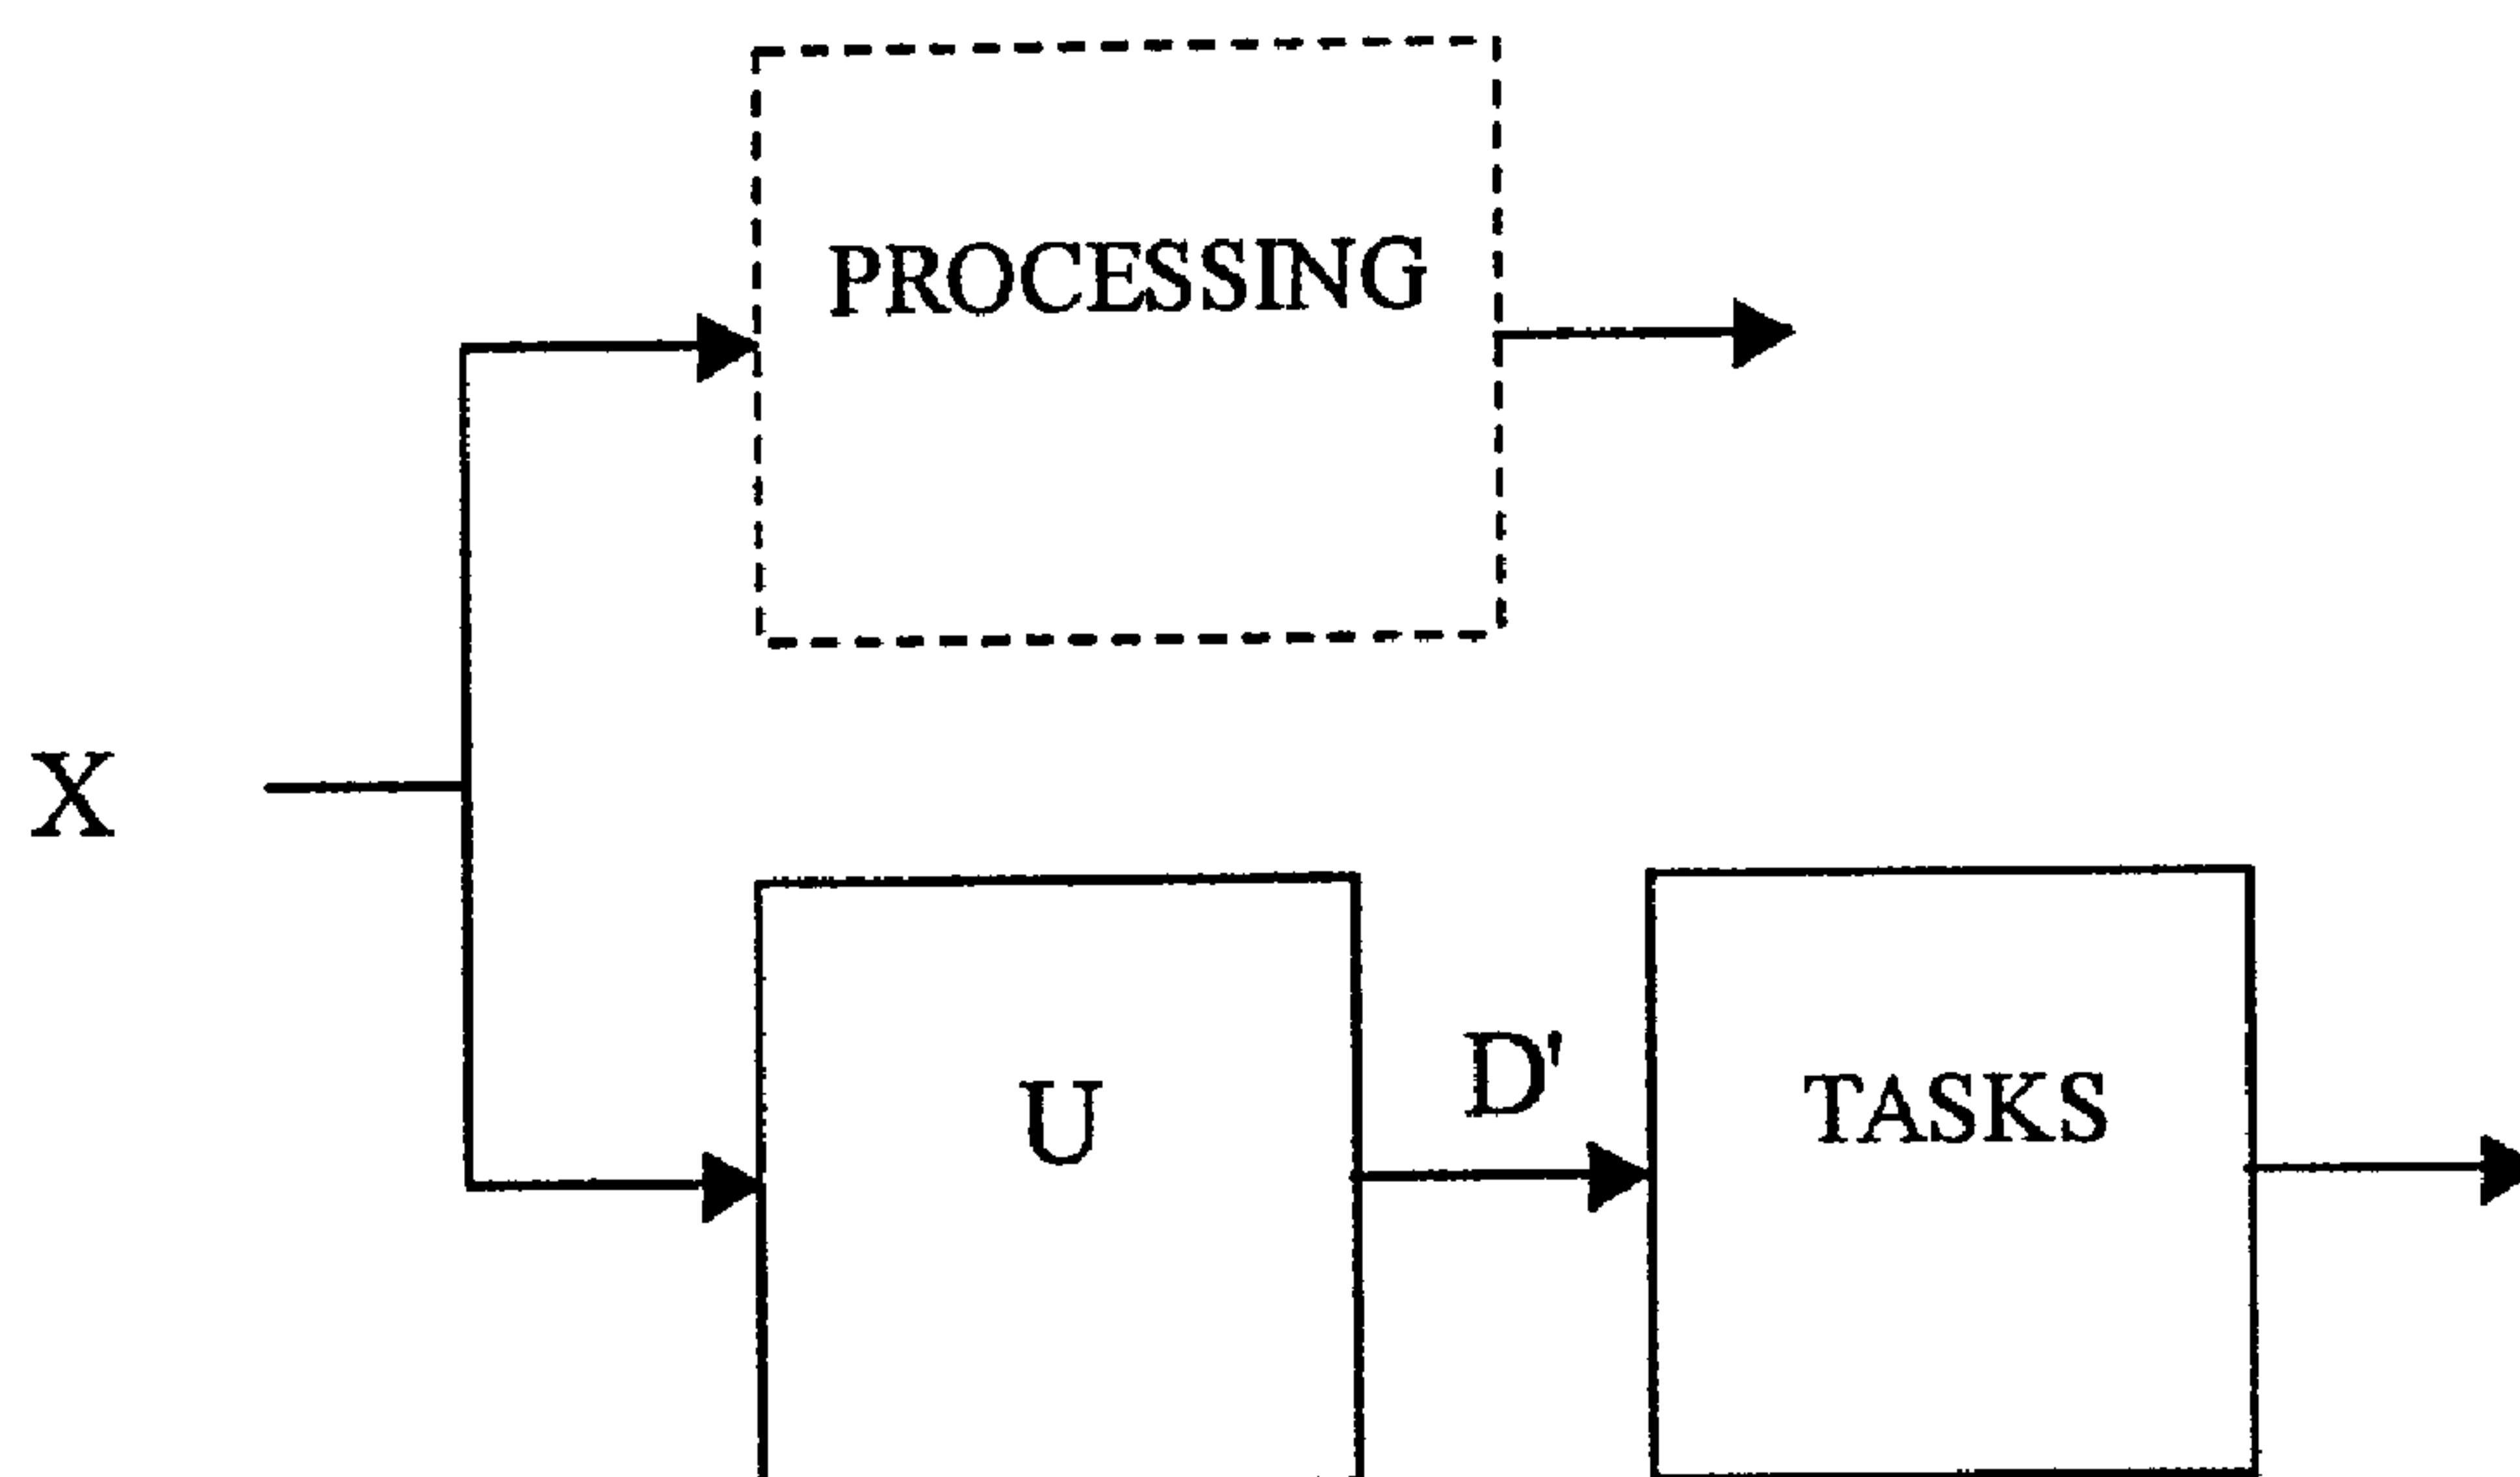 PROCESSING
X
U
D'
TASKS